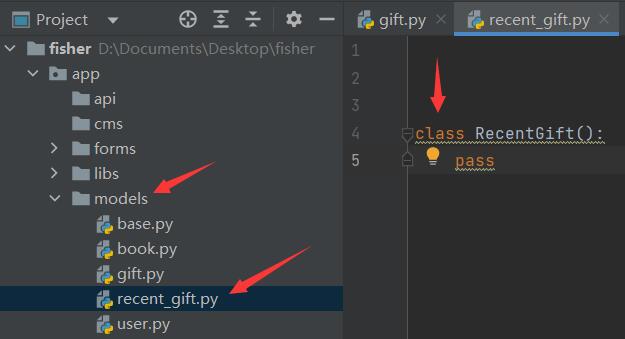 Project
fisher D:\Documents\Desktop\fisher
app
api
cms
forms
libs
models
base.py
book.py
gift.py
recent_gift.py
user.py
gift.py recent_gift.py
1
2
3
4 class RecentGift():
5 pass